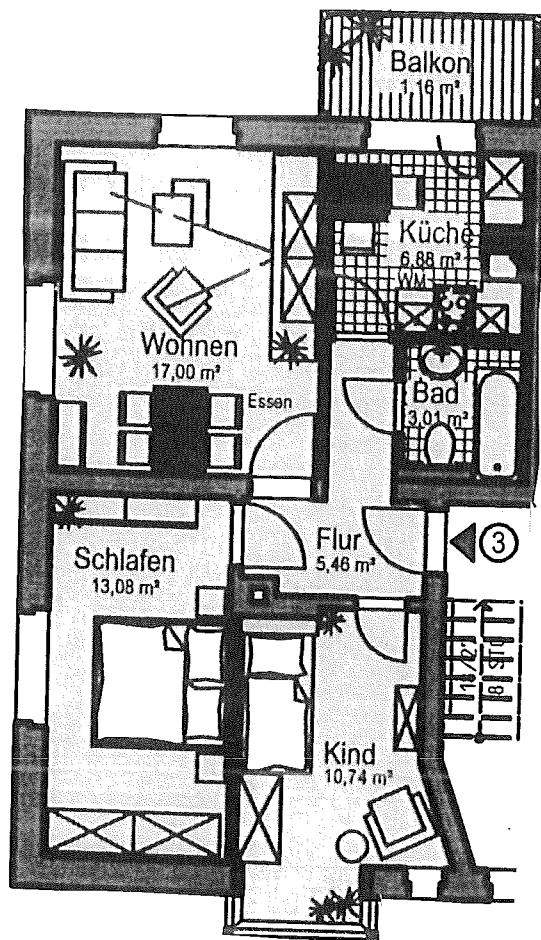 Balkon
1,16 m²
Küche
6,88 m²
WM
Wohnen
17,00 m²
Essen
Bad
3,01 m²
Schlafen
13,08 m²
Flur
5,46 m²
3
Kind
10,74 m²